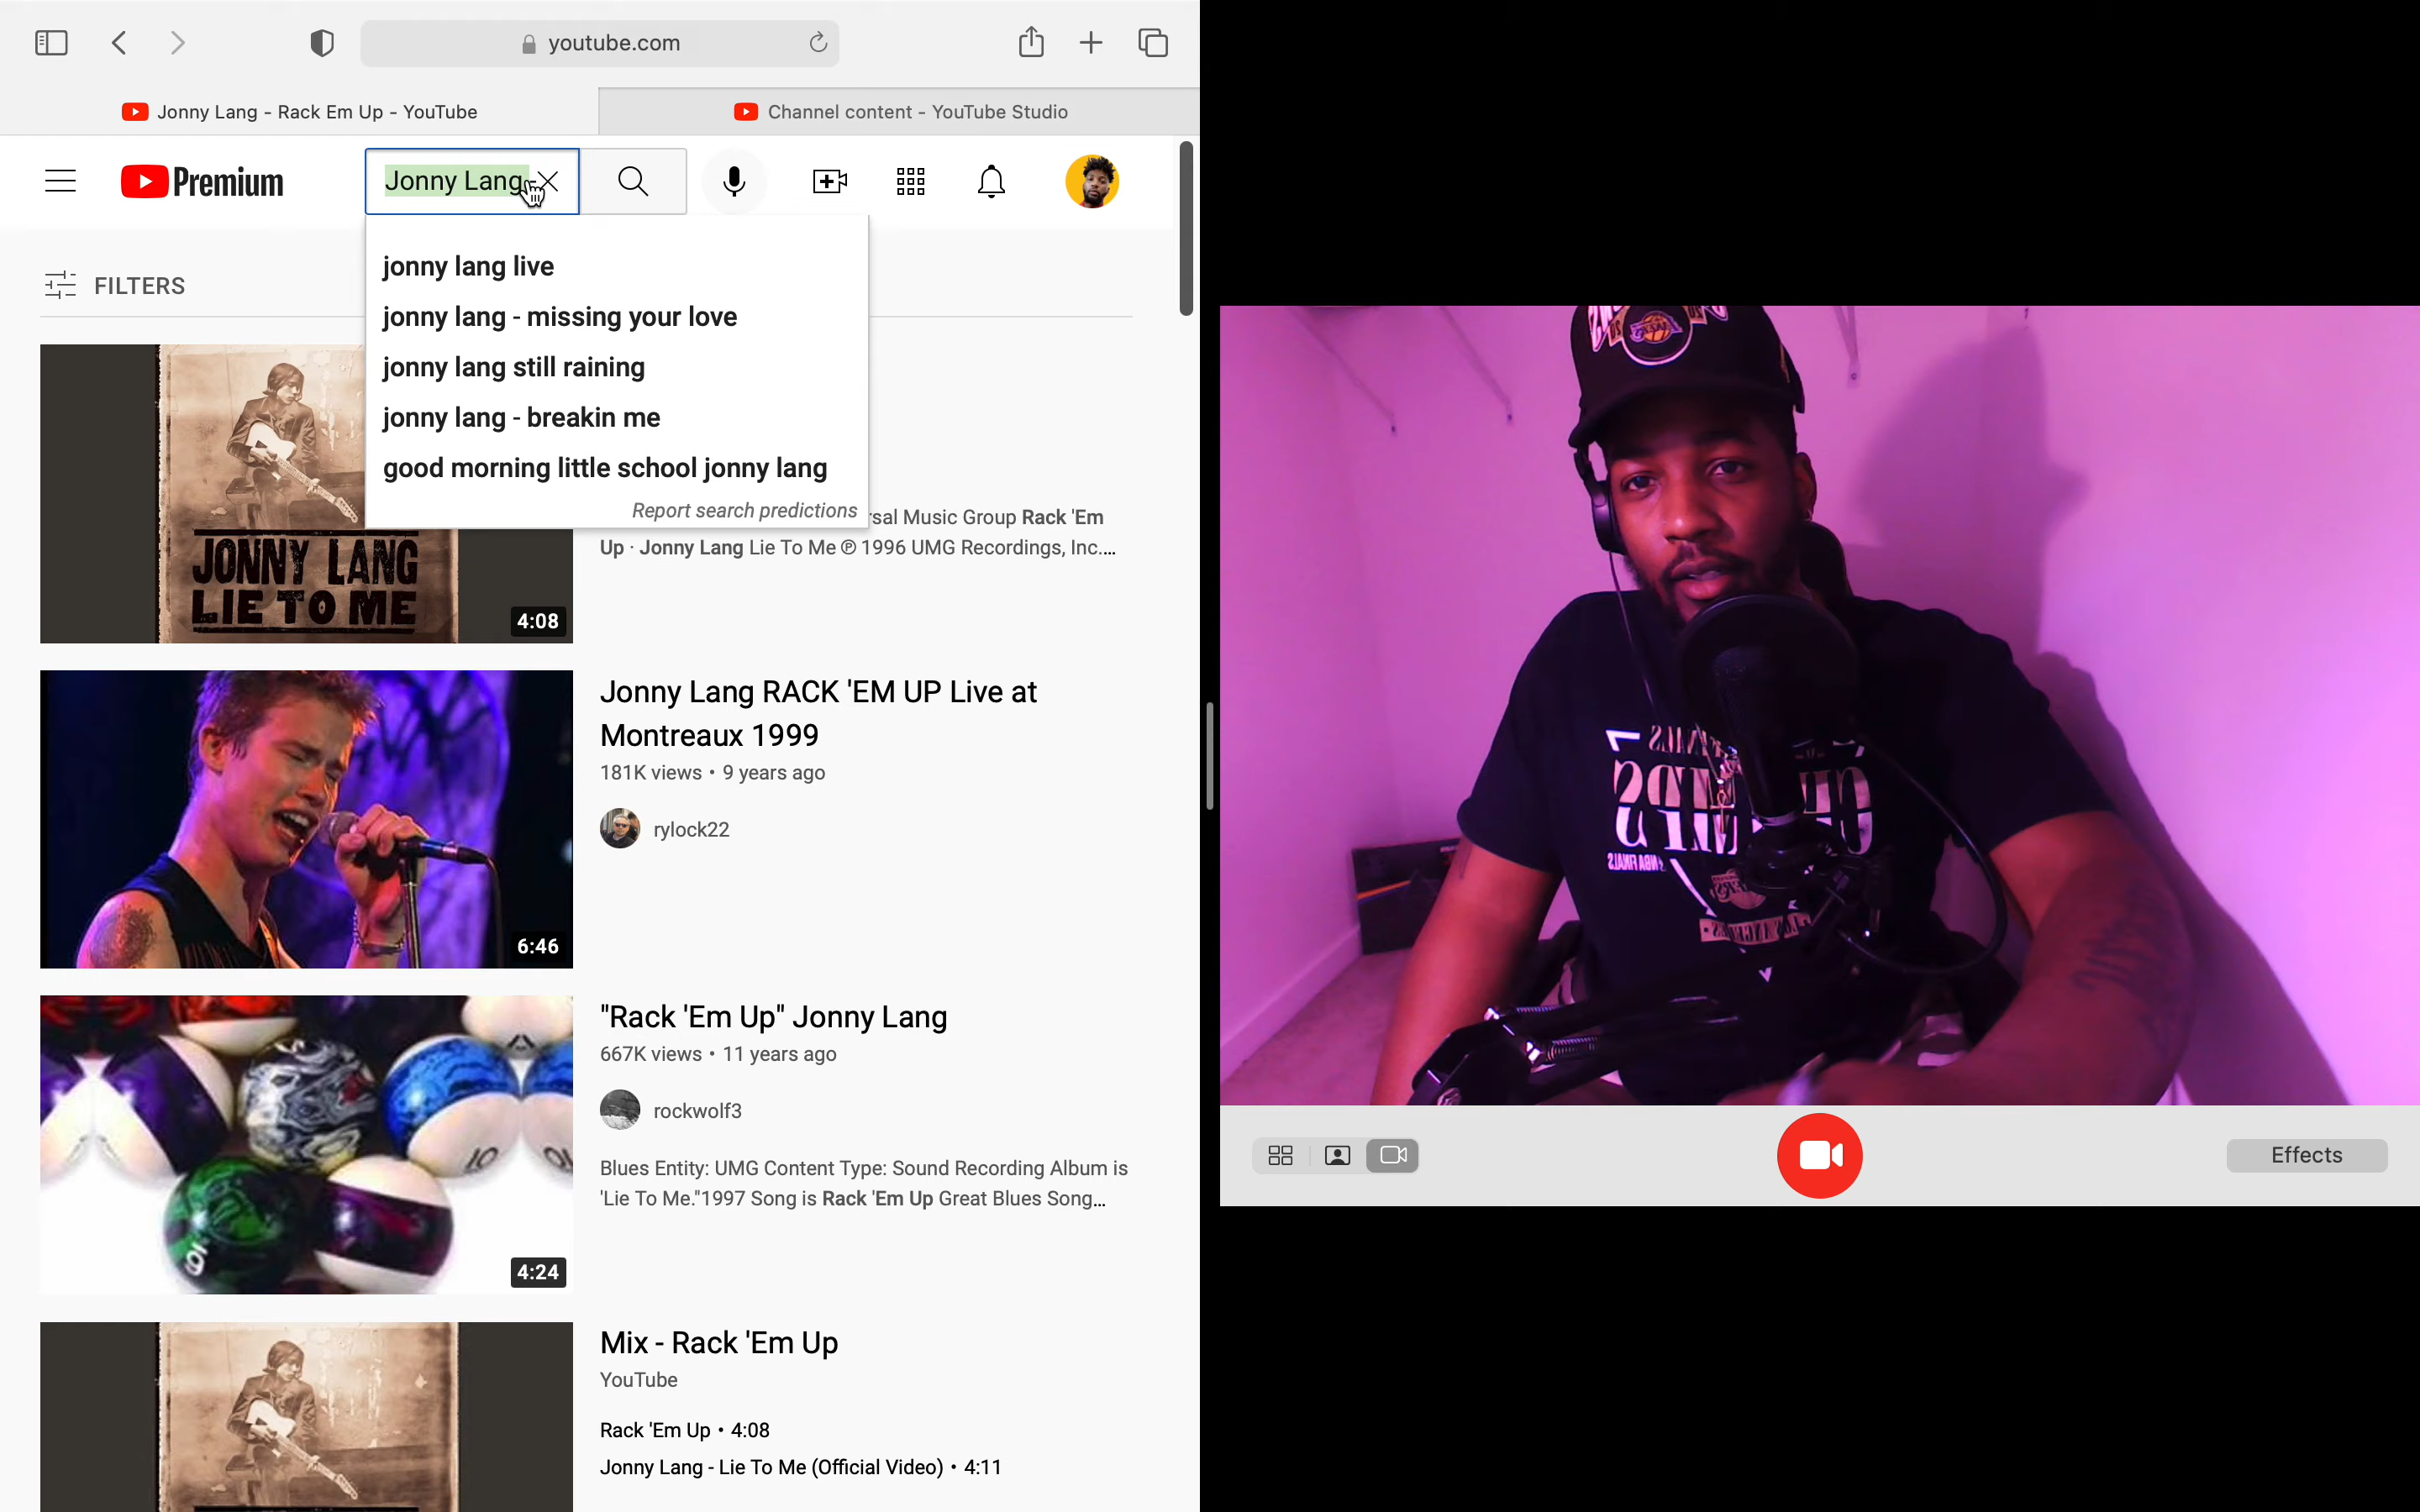 youtube.com
Jonny Lang - Rack Em Up - YouTube
Channel content - YouTube Studio
Premium
Jonny Lang -
jonny lang live
jonny lang - missing your love
jonny lang still raining
jonny lang - breakin me
good morning little school jonny lang
Report search predictions
FILTERS
rsal Music Group Rack 'Em
Up · Jonny Lang Lie To Me ℗ 1996 UMG Recordings, Inc....
JONNY LANG
LIE TO ME
4:08
Jonny Lang RACK 'EM UP Live at
Montreaux 1999
181K views • 9 years ago
rylock22
6:46
"Rack 'Em Up" Jonny Lang
667K views • 11 years ago
rockwolf3
Blues Entity: UMG Content Type: Sound Recording Album is
'Lie To Me."1997 Song is Rack 'Em Up Great Blues Song...
10
4:24
Mix - Rack 'Em Up
YouTube
Rack 'Em Up • 4:08
Jonny Lang - Lie To Me (Official Video) • 4:11
LAKERS
NBA FINALS
Effects